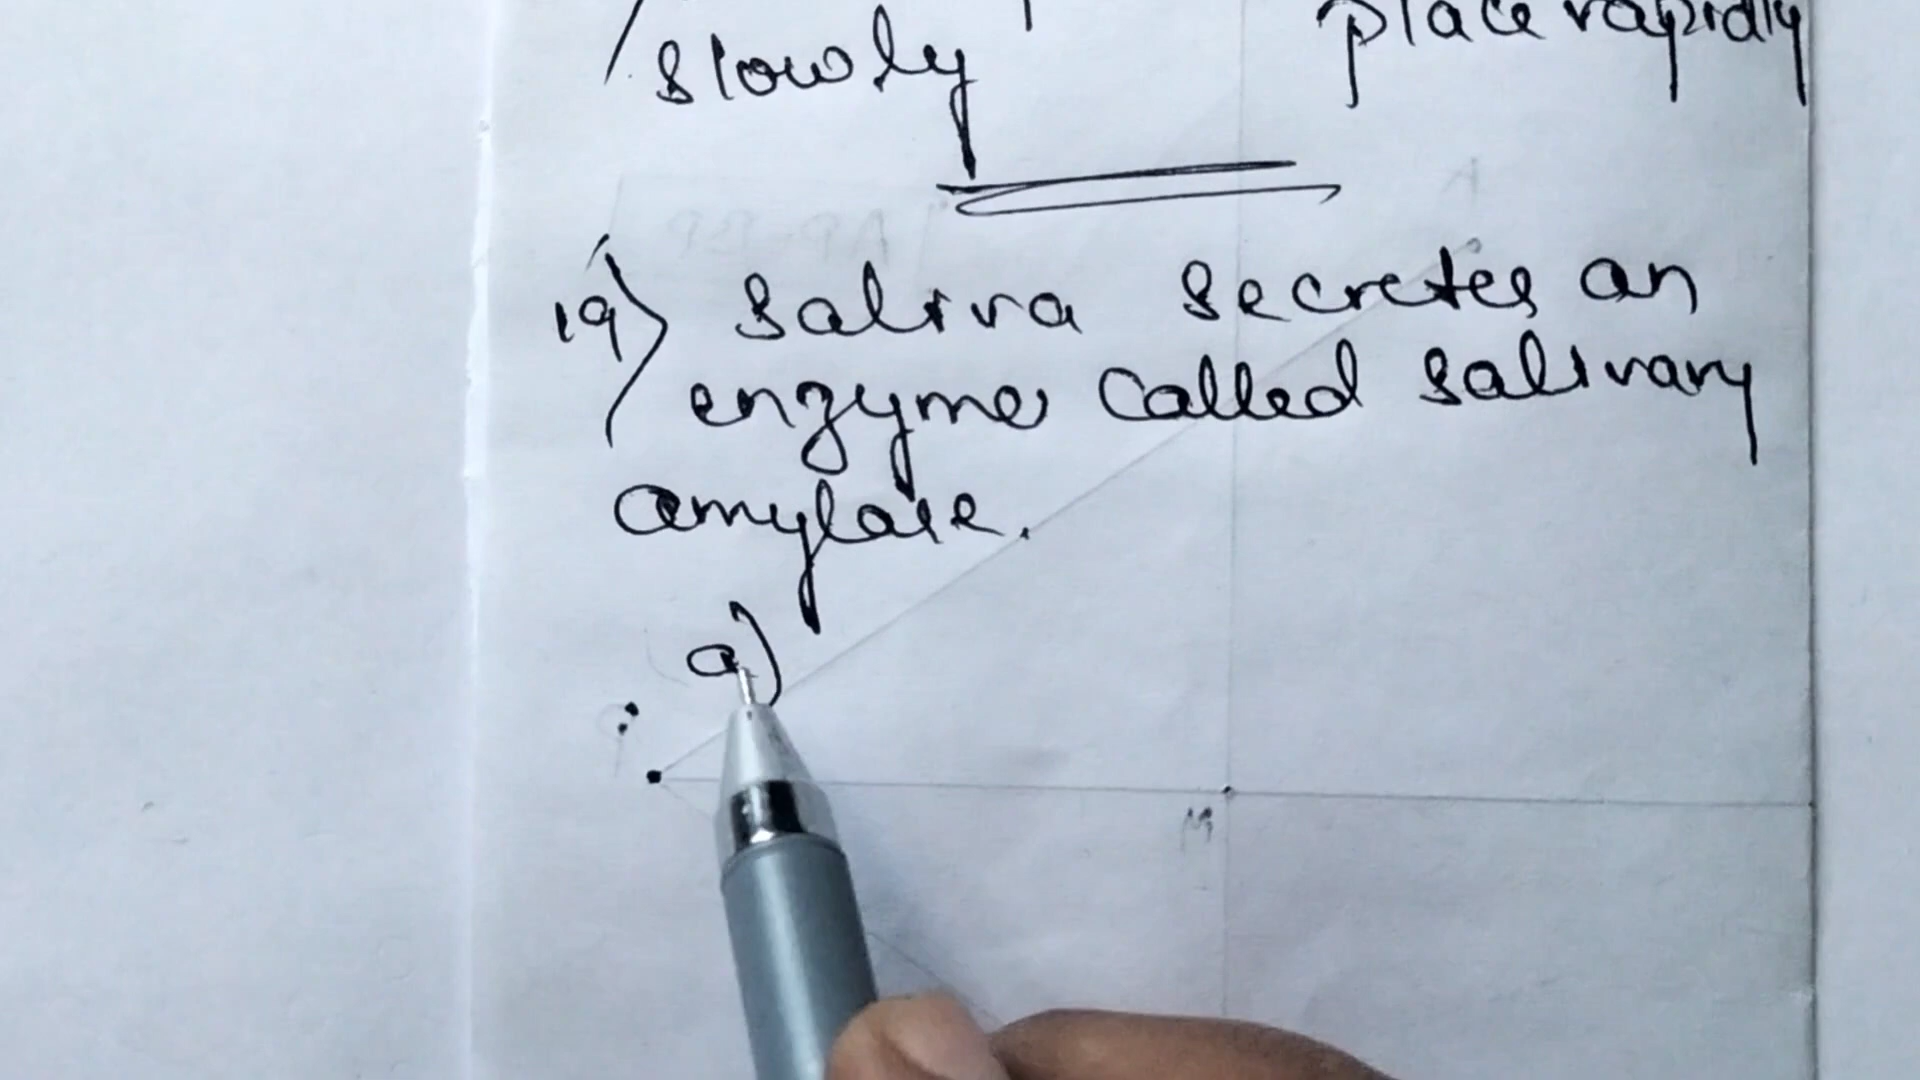 slowly place rapidly
19) Saliva Secretes an
enzyme called salivary
amylase.
a)
M